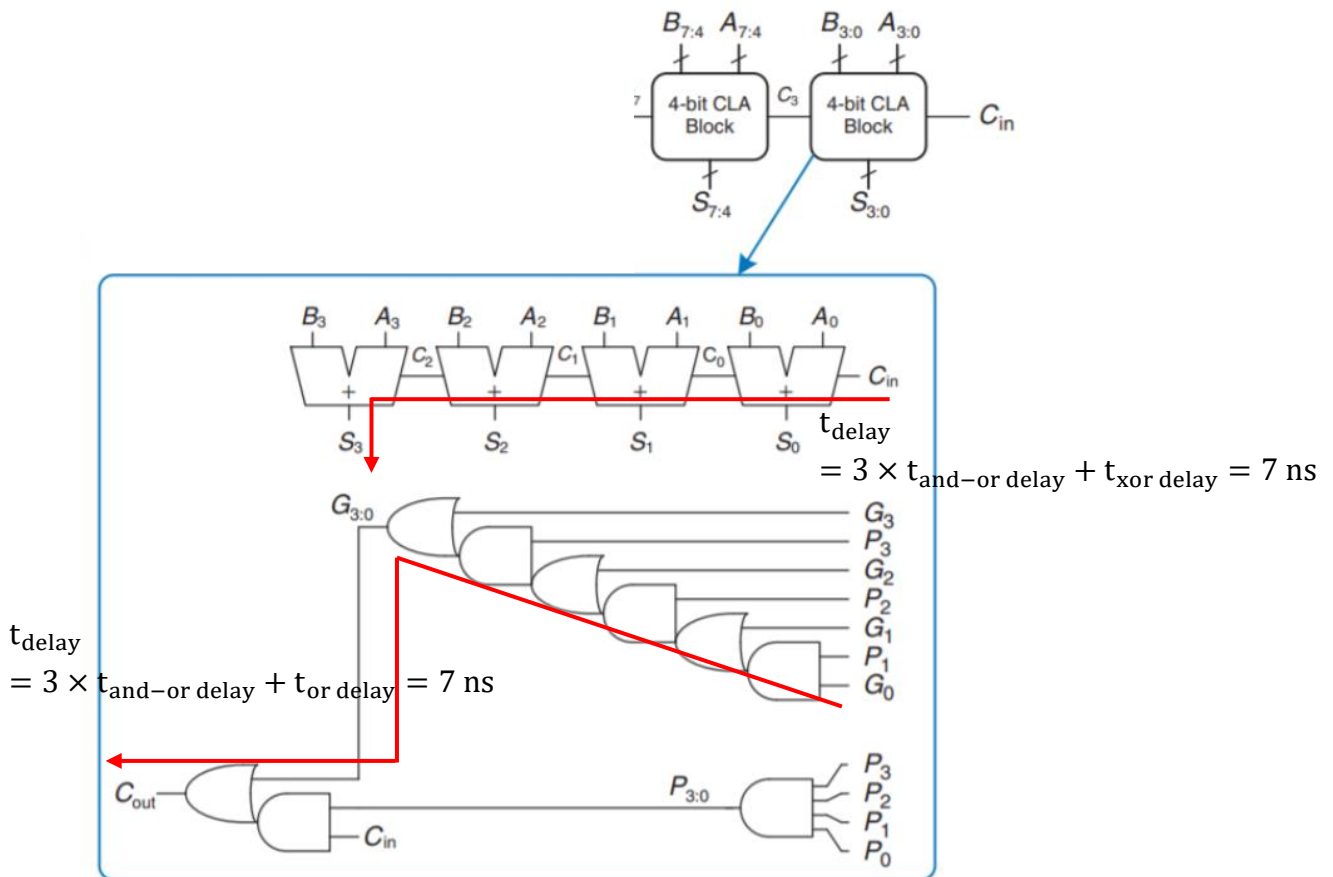 B7:4 A7:4 B3:0 A3:0
7 4-bit CLA Block C3 4-bit CLA Block Cin
S7:4 S3:0
B3 A3 B2 A2 B1 A1 B0 A0
C2 C1 C0 Cin
+ + + +
S3 S2 S1 S0
tdelay
= 3 × tand−or delay + txor delay = 7 ns
G3:0
G3
P3
G2
P2
G1
P1
G0
tdelay
= 3 × tand−or delay + tor delay = 7 ns
Cout
Cin
P3:0
P3
P2
P1
P0